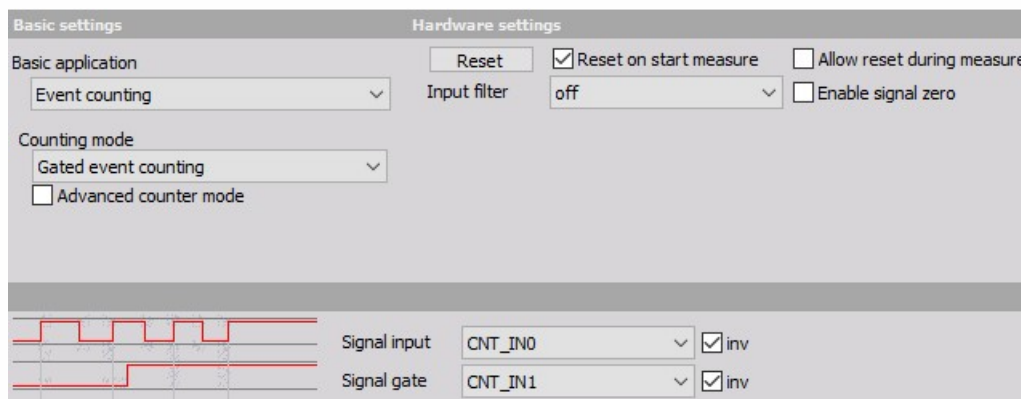 Basic settings
Hardware settings
Basic application
Event counting
Reset
Reset on start measure
Allow reset during measure
Input filter
off
Enable signal zero
Counting mode
Gated event counting
Advanced counter mode
Signal input
CNT_IN0
inv
Signal gate
CNT_IN1
inv